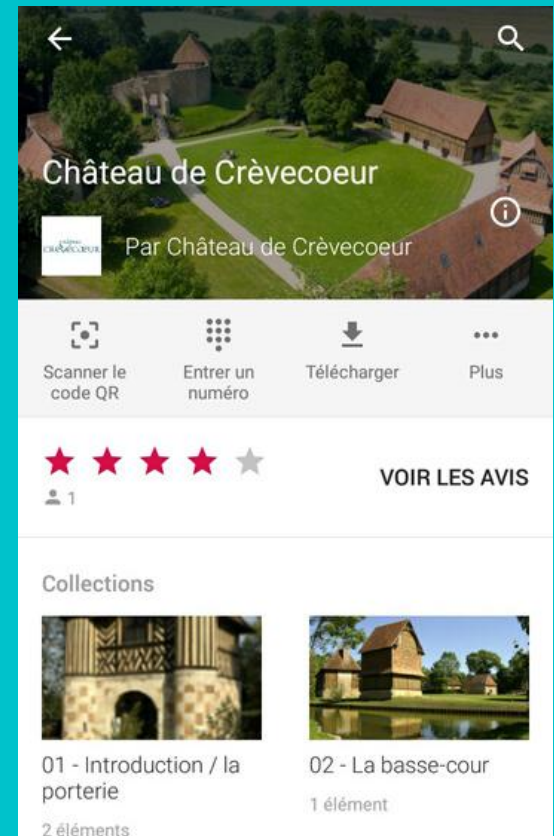 Château de Crèvecoeur
Par Château de Crèvecoeur
Scanner le
code QR
Entrer un
numéro
Télécharger
Plus
1
VOIR LES AVIS
Collections
01 - Introduction / la
porterie
2 éléments
02 - La basse-cour
1 élément